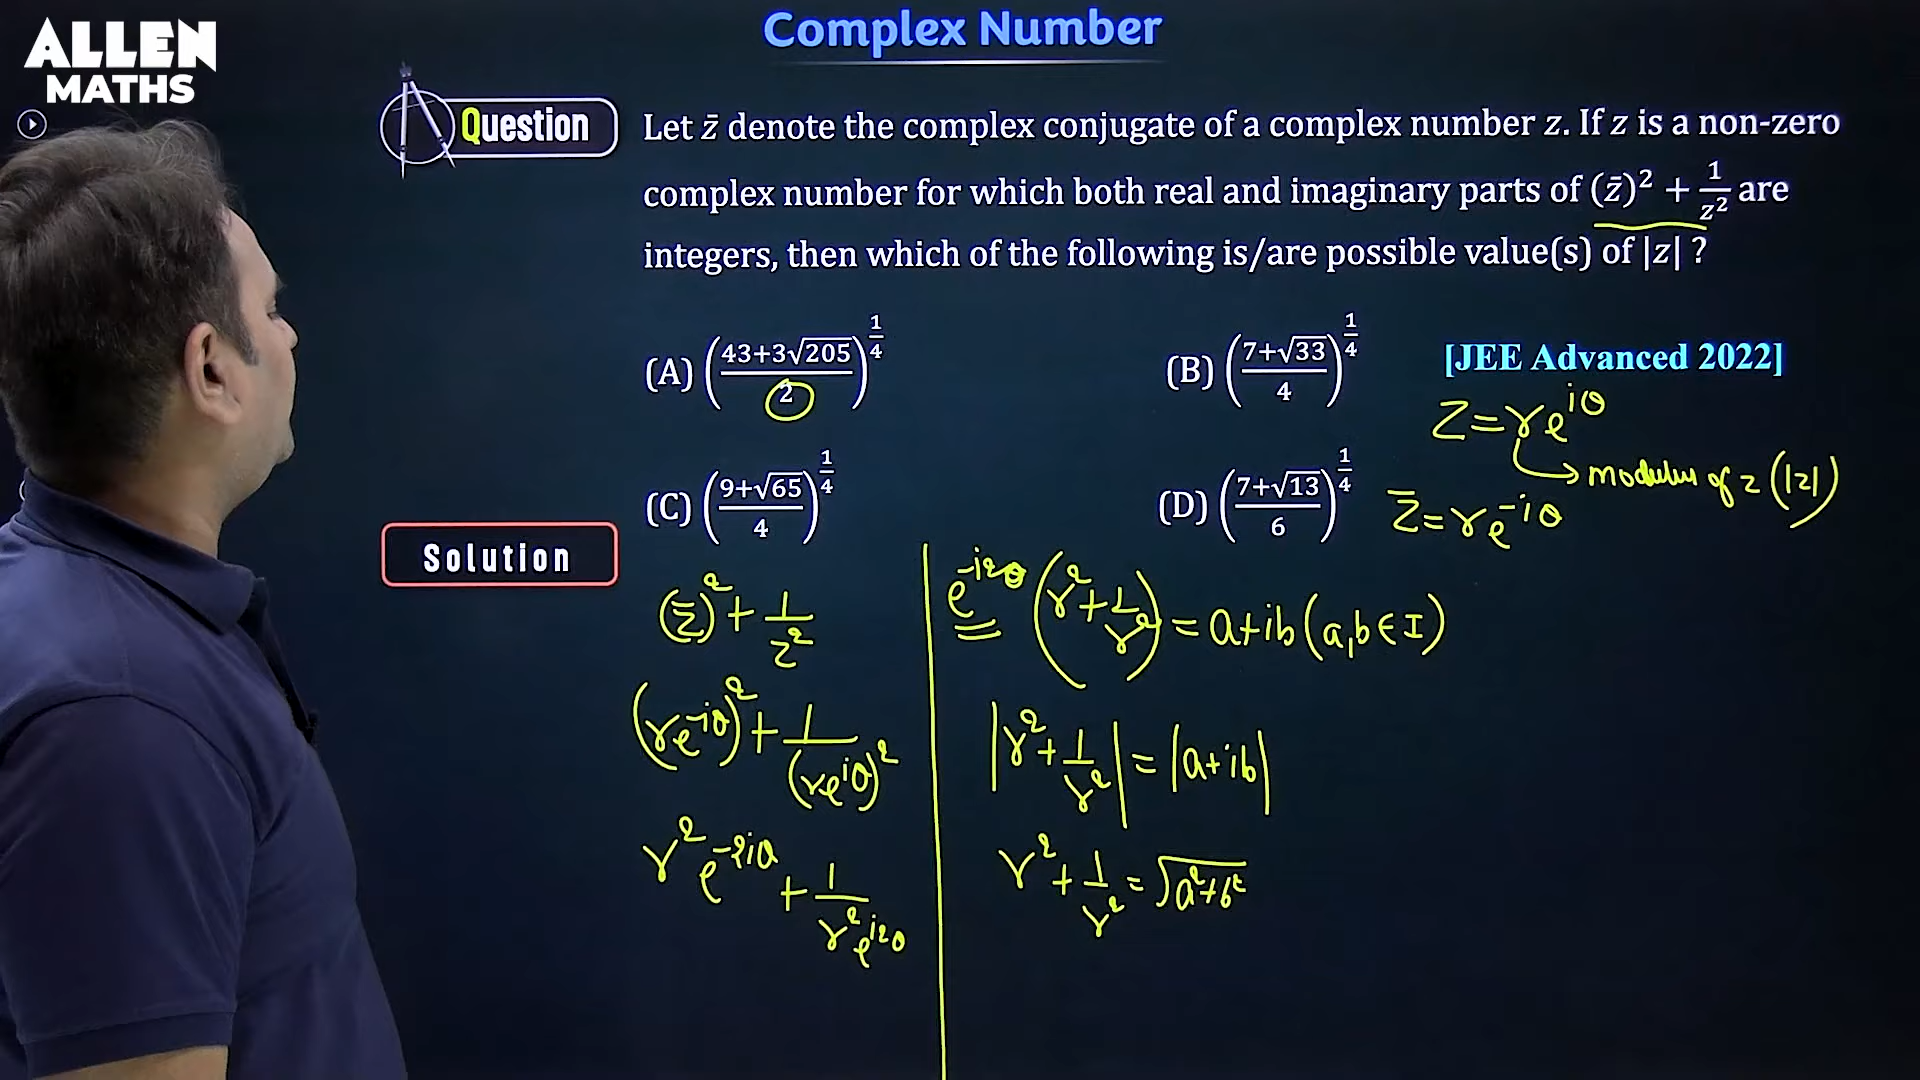 Complex Number
ALLEN
MATHS
Question
Let z̄ denote the complex conjugate of a complex number z. If z is a non-zero
complex number for which both real and imaginary parts of (z̄)² + 1/z² are
integers, then which of the following is/are possible value(s) of |z| ?
(A) ((43+3√205)/2)^(1/4)
(B) ((7+√33)/4)^(1/4)
[JEE Advanced 2022]
(C) ((9+√65)/4)^(1/4)
(D) ((7+√13)/6)^(1/4)
z = re^(iθ)
modulus of z (|z|)
z̄ = re^(-iθ)
Solution
(z̄)² + 1/z²
(re^(-iθ))² + 1/(re^(iθ))²
r²e^(-2iθ) + 1/(r²e^(i2θ))
e^(-i2θ) (r² + 1/r²) = a+ib (a,b ∈ I)
|r² + 1/r²| = |a+ib|
r² + 1/r² = √(a²+b²)